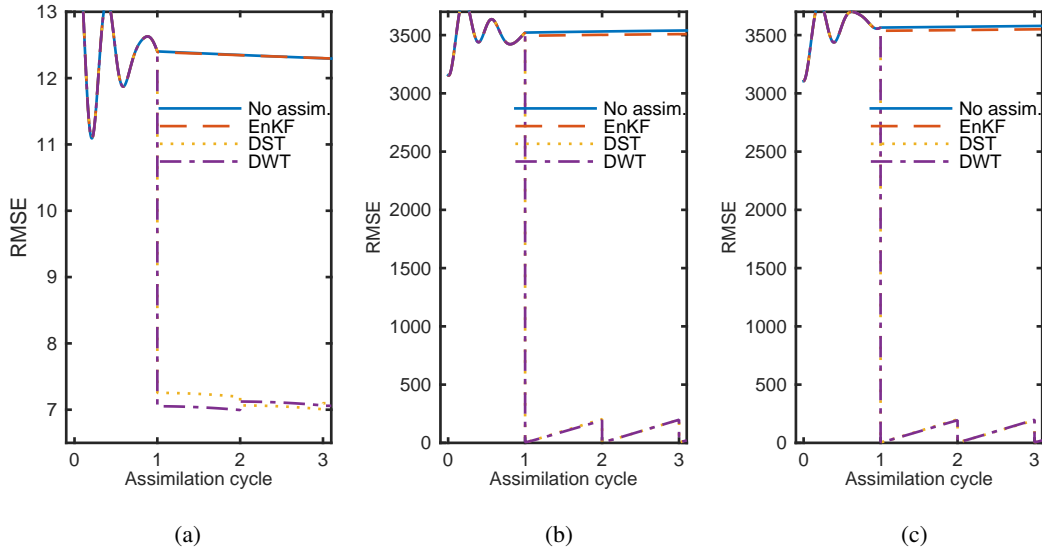 13
12
11
10
9
8
7
RMSE
No assim.
EnKF
DST
DWT
0
1
2
3
Assimilation cycle
(a)
3500
3000
2500
2000
1500
1000
500
0
RMSE
No assim.
EnKF
DST
DWT
0
1
2
3
Assimilation cycle
(b)
3500
3000
2500
2000
1500
1000
500
0
RMSE
No assim.
EnKF
DST
DWT
0
1
2
3
Assimilation cycle
(c)